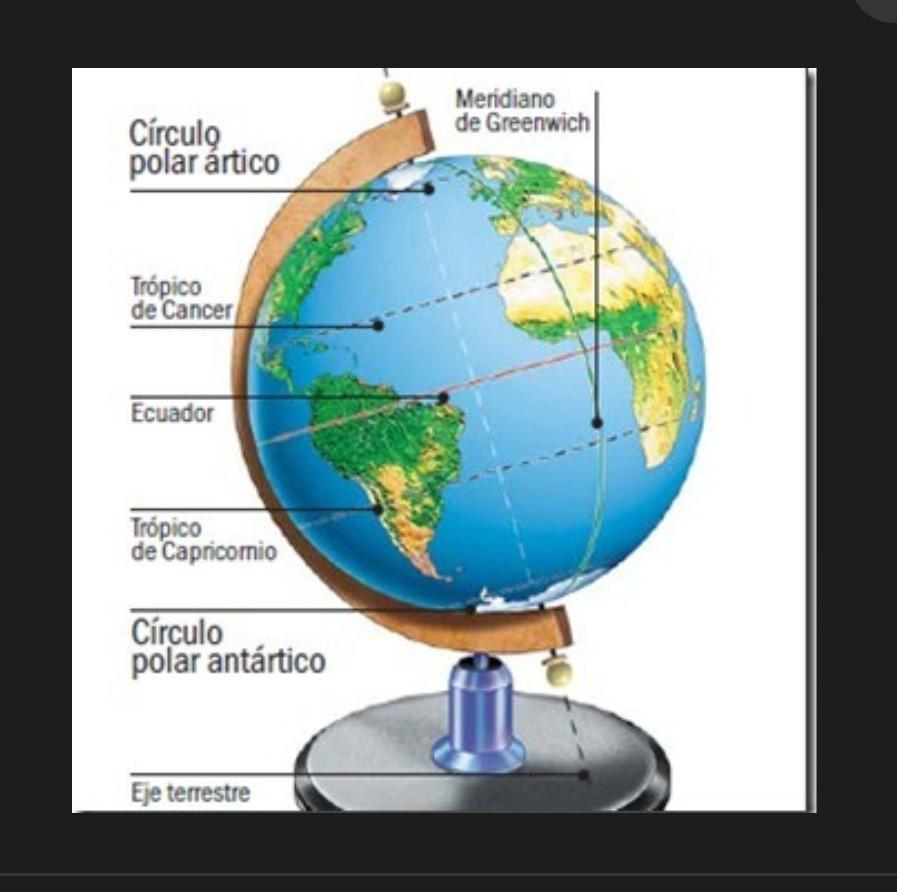 Meridiano
de Greenwich
Círculo
polar ártico
Trópico
de Cancer
Ecuador
Trópico
de Capricornio
Círculo
polar antártico
Eje terrestre